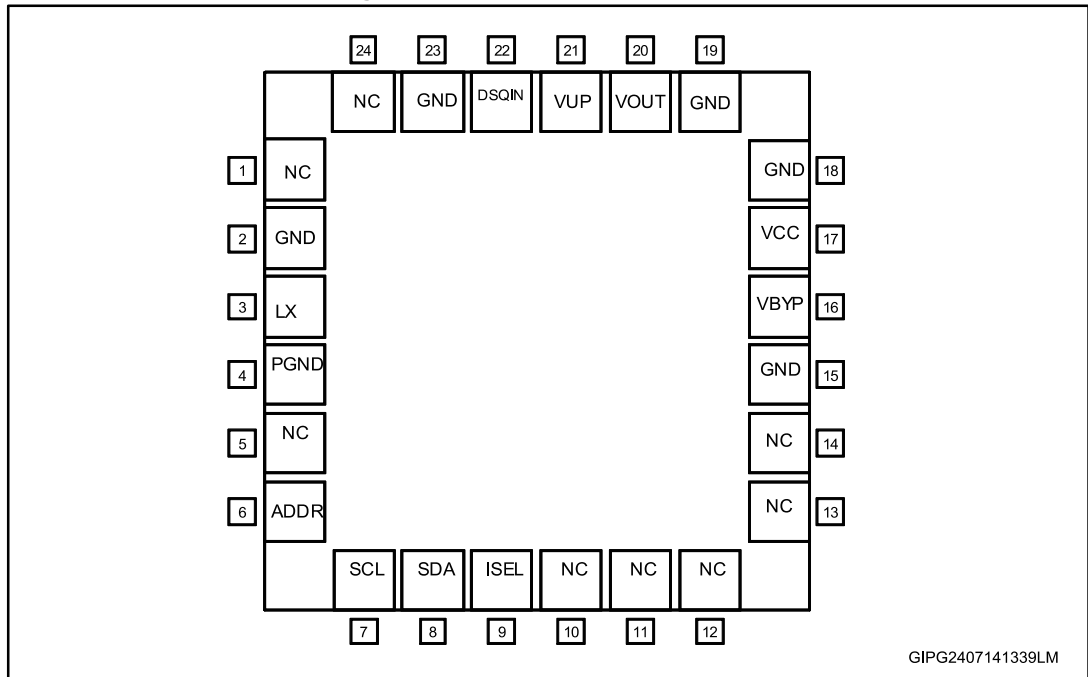 24 23 22 21 20 19
NC GND DSQIN VUP VOUT GND
1 NC GND 18
2 GND VCC 17
3 LX VBYP 16
4 PGND GND 15
5 NC NC 14
6 ADDR NC 13
SCL SDA ISEL NC NC NC
7 8 9 10 11 12
GIPG2407141339LM